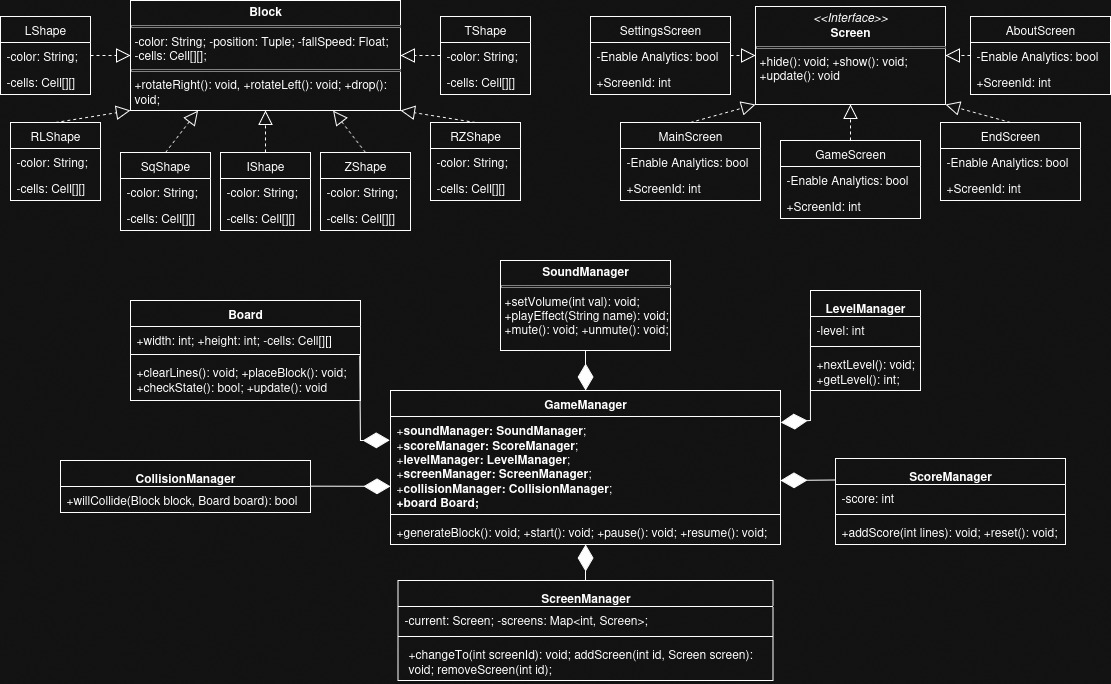 LShape
-color: String;
-cells: Cell[][]
Block
-color: String; -position: Tuple; -fallSpeed: Float;
-cells: Cell[][];
+rotateRight(): void, +rotateLeft(): void; +drop():
void;
TShape
-color: String;
-cells: Cell[][]
RLShape
-color: String;
-cells: Cell[][]
SqShape
-color: String;
-cells: Cell[][]
IShape
-color: String;
-cells: Cell[][]
ZShape
-color: String;
-cells: Cell[][]
RZShape
-color: String;
-cells: Cell[][]
SettingsScreen
-Enable Analytics: bool
+ScreenId: int
<<Interface>>
Screen
+hide(): void; +show(): void;
+update(): void
AboutScreen
-Enable Analytics: bool
+ScreenId: int
MainScreen
-Enable Analytics: bool
+ScreenId: int
GameScreen
-Enable Analytics: bool
+ScreenId: int
EndScreen
-Enable Analytics: bool
+ScreenId: int
SoundManager
+setVolume(int val): void;
+playEffect(String name): void;
+mute(): void; +unmute(): void;
Board
+width: int; +height: int; -cells: Cell[][]
+clearLines(): void; +placeBlock(): void;
+checkState(): bool; +update(): void
LevelManager
-level: int
+nextLevel(): void;
+getLevel(): int;
GameManager
+soundManager: SoundManager;
+scoreManager: ScoreManager;
+levelManager: LevelManager;
+screenManager: ScreenManager;
+collisionManager: CollisionManager;
+board Board;
+generateBlock(): void; +start(): void; +pause(): void; +resume(): void;
CollisionManager
+willCollide(Block block, Board board): bool
ScoreManager
-score: int
+addScore(int lines): void; +reset(): void;
ScreenManager
-current: Screen; -screens: Map<int, Screen>;
+changeTo(int screenId): void; addScreen(int id, Screen screen):
void; removeScreen(int id);